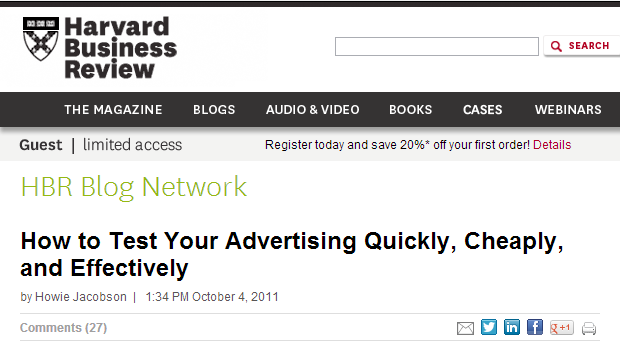 Harvard
Business
Review
SEARCH
THE MAGAZINE BLOGS AUDIO & VIDEO BOOKS CASES WEBINARS
Guest | limited access Register today and save 20%* off your first order! Details
HBR Blog Network
How to Test Your Advertising Quickly, Cheaply,
and Effectively
by Howie Jacobson | 1:34 PM October 4, 2011
Comments (27) in f g +1